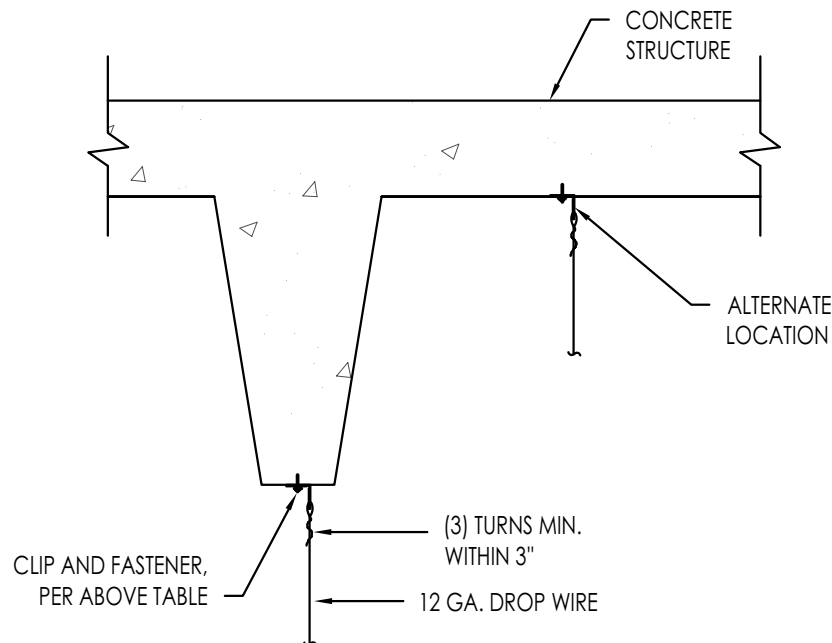 CONCRETE
STRUCTURE
ALTERNATE
LOCATION
(3) TURNS MIN.
WITHIN 3"
CLIP AND FASTENER,
PER ABOVE TABLE
12 GA. DROP WIRE